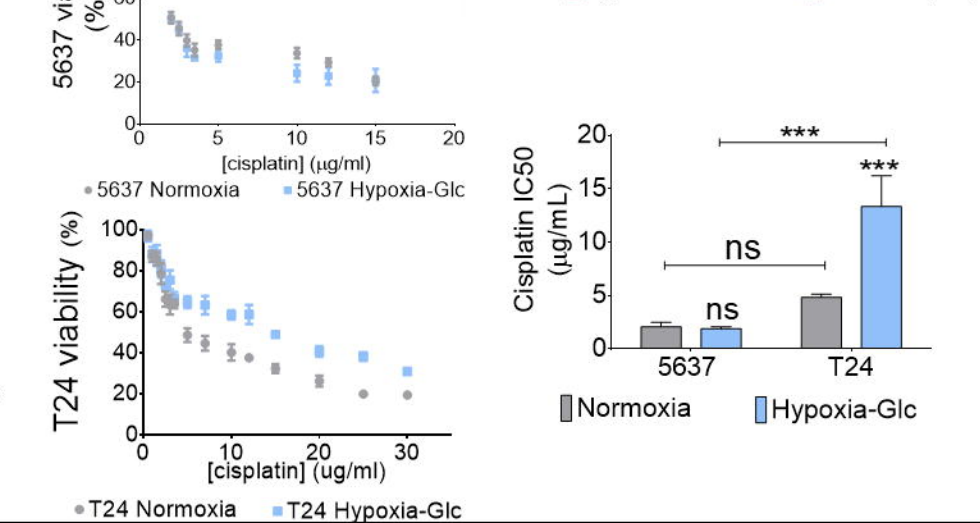 5637 via
(%
60
40
20
0
0 5 10 15 20
[cisplatin] (µg/ml)
5637 Normoxia 5637 Hypoxia-Glc
T24 viability (%)
100
80
60
40
20
0
0 10 20 30
[cisplatin] (ug/ml)
T24 Normoxia T24 Hypoxia-Glc
Cisplatin IC50
(µg/mL)
20
15
10
5
0
***
***
ns
ns
5637 T24
Normoxia Hypoxia-Glc